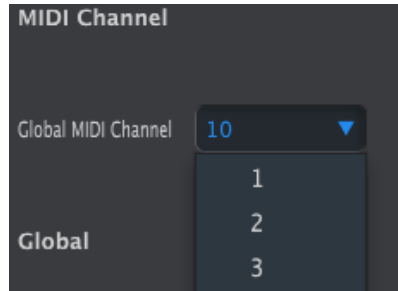 MIDI Channel
Global MIDI Channel 10
1
2
Global
3